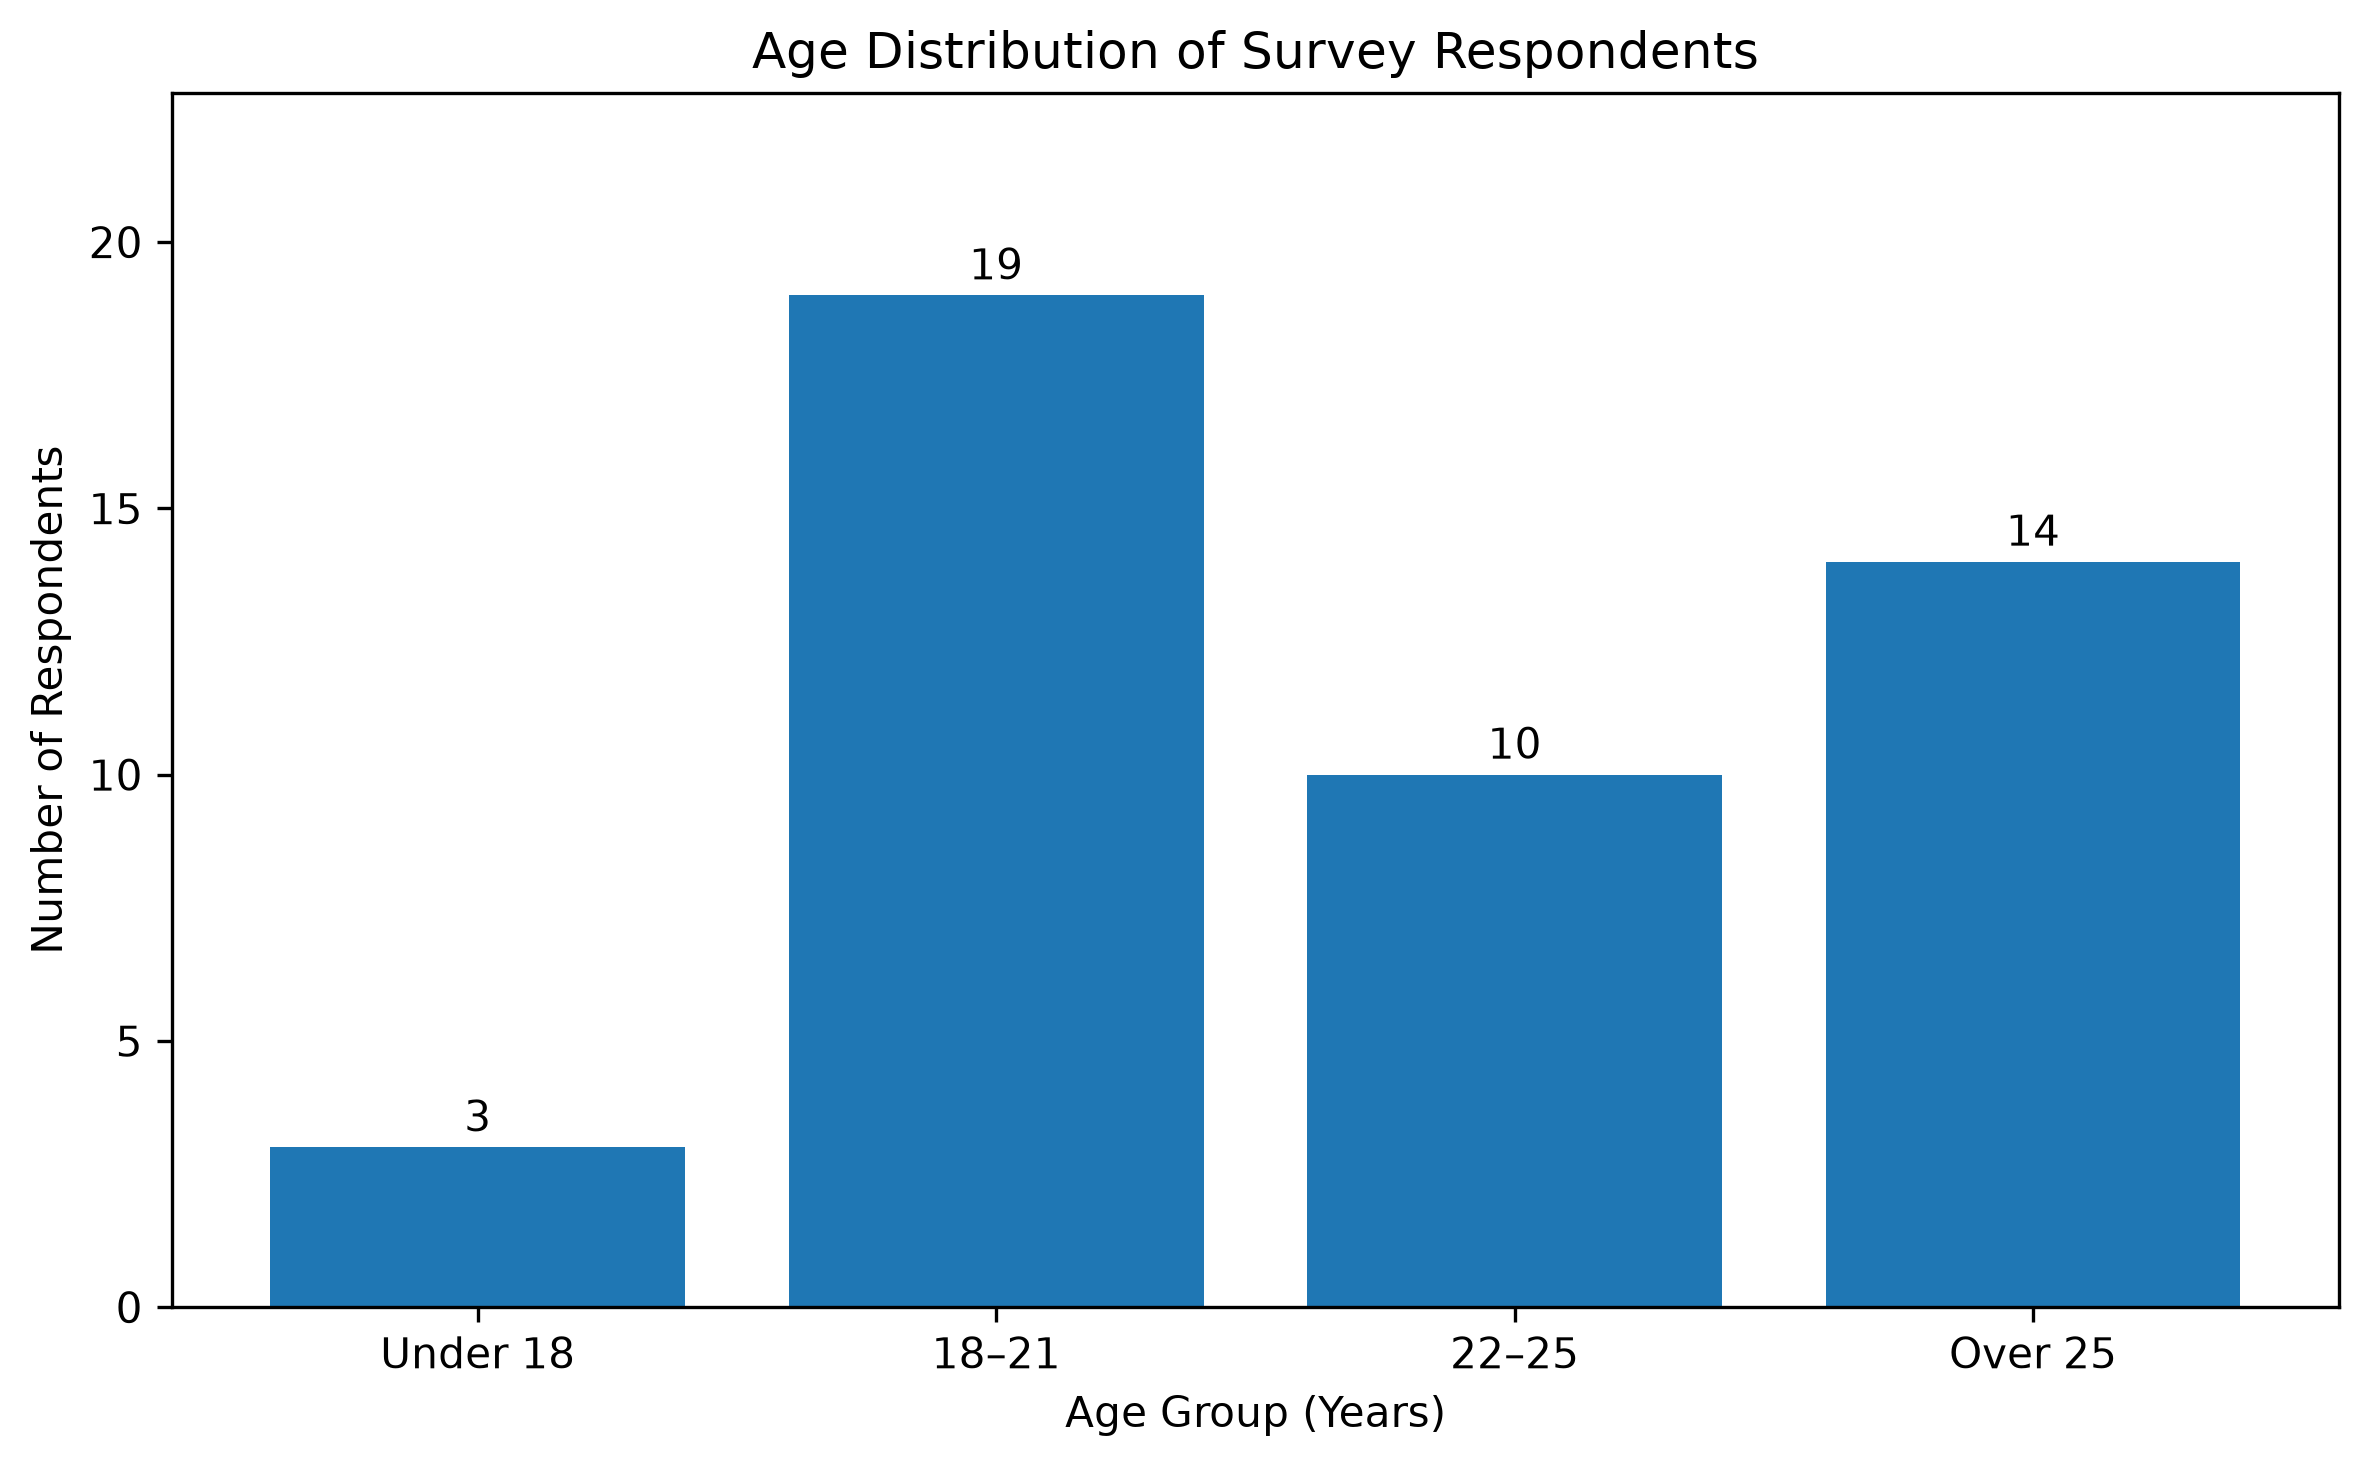 Age Distribution of Survey Respondents
Number of Respondents
20
15
10
5
0
3
19
10
14
Under 18
18–21
22–25
Over 25
Age Group (Years)